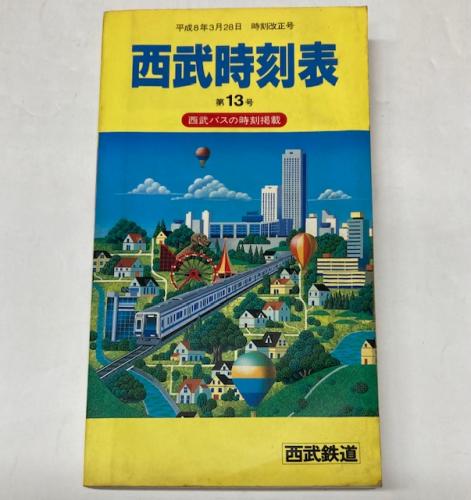 平成8年3月28日　時刻改正号
西武時刻表
第13号
西武バスの時刻掲載
西武鉄道